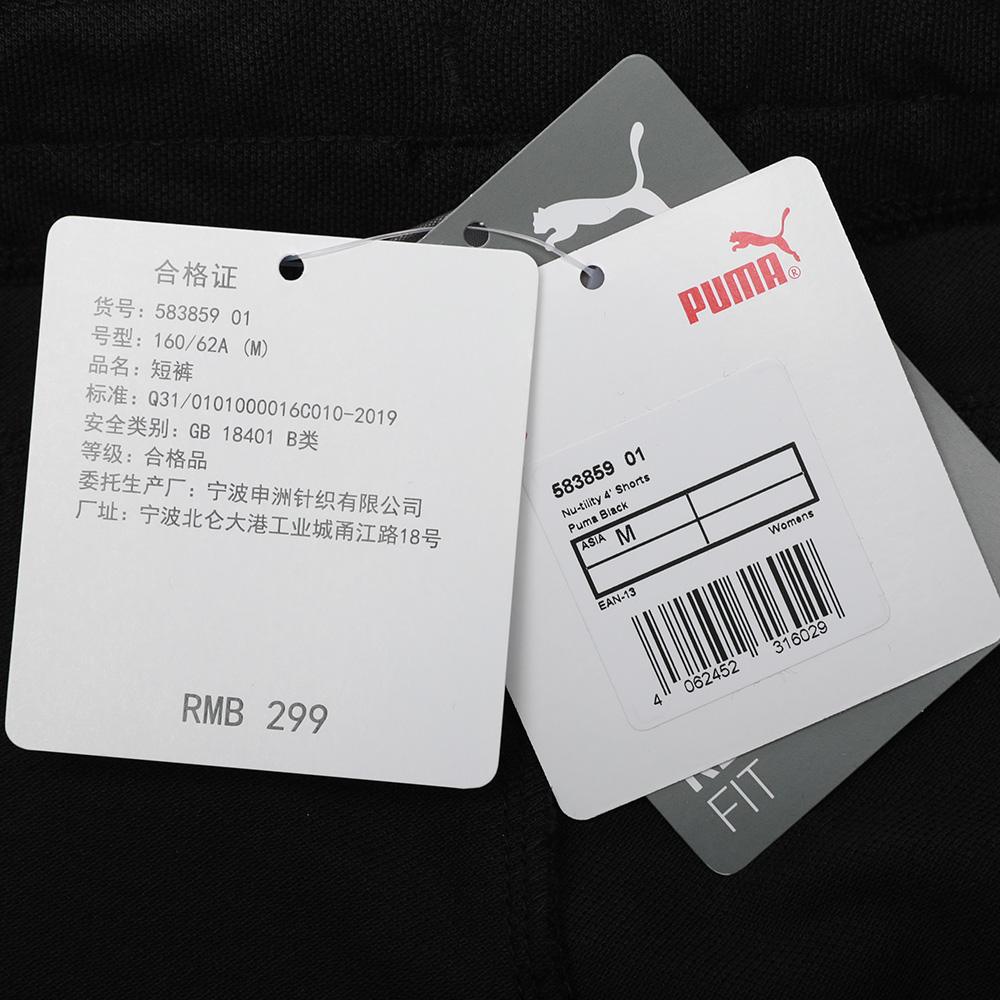 合格证
货号：583859 01
号型：160/62A（M）
品名：短裤
标准：Q31/0101000016C010-2019
安全类别：GB 18401 B类
等级：合格品
委托生产厂：宁波申洲针织有限公司
厂址：宁波北仑大港工业城甬江路18号
RMB 299
PUMA®
583859 01
Nu-tility 4' Shorts
Puma Black
ASIA M
Womens
EAN-13
4 062452 316029
FIT